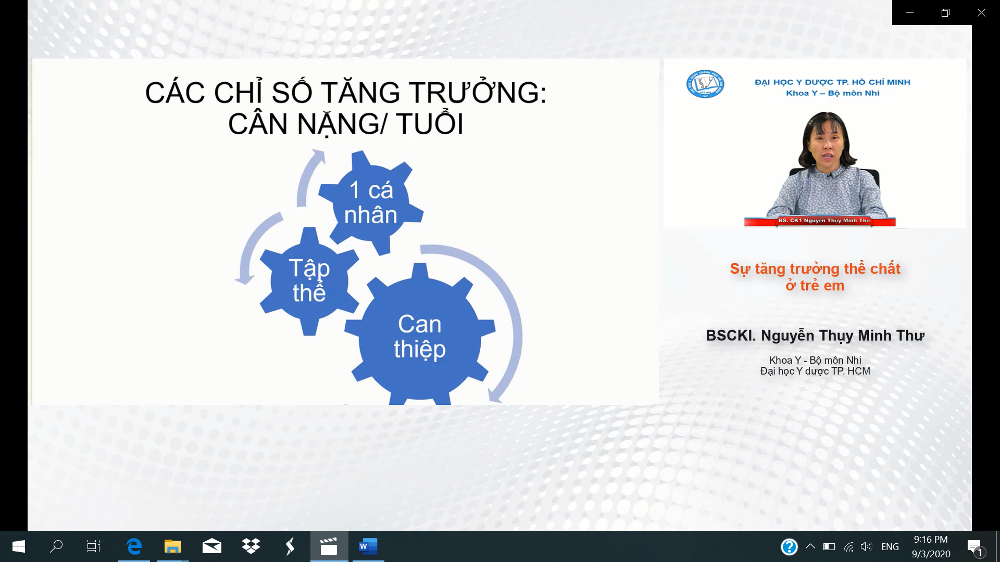 CÁC CHỈ SỐ TĂNG TRƯỞNG:
CÂN NẶNG/ TUỔI
1 cá
nhân
Tập
thể
Can
thiệp
ĐẠI HỌC Y DƯỢC TP. HỒ CHÍ MINH
Khoa Y – Bộ môn Nhi
BS. CK1 Nguyễn Thụy Minh Thư
Sự tăng trưởng thể chất
ở trẻ em
BSCKI. Nguyễn Thụy Minh Thư
Khoa Y - Bộ môn Nhi
Đại học Y dược TP. HCM
ENG
9:16 PM
9/3/2020
1